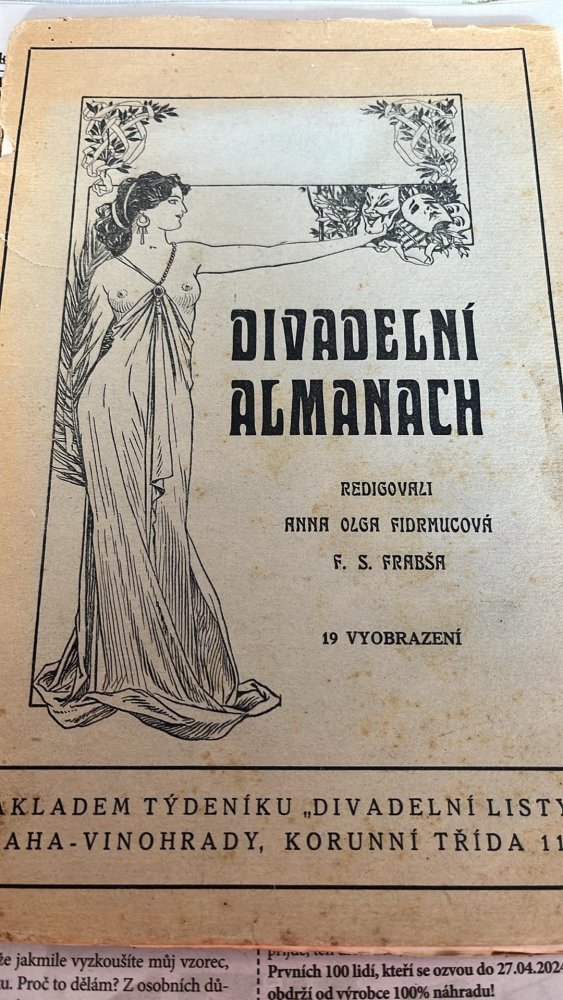 DIVADELNÍ
ALMANACH
REDIGOVALI
ANNA OLGA FIDRMUCOVÁ
F. S. FRABŠA
19 VYOBRAZENÍ
AKLADEM TÝDENÍKU „DIVADELNÍ LISTY
AHA-VINOHRADY, KORUNNÍ TŘÍDA 11
že jakmile vyzkoušíte můj vzorec,
tu. Proč to dělám? Z osobních dů-
Prvních 100 lidí, kteří se ozvou do 27.04.2024
obdrží od výrobce 100% náhradu!